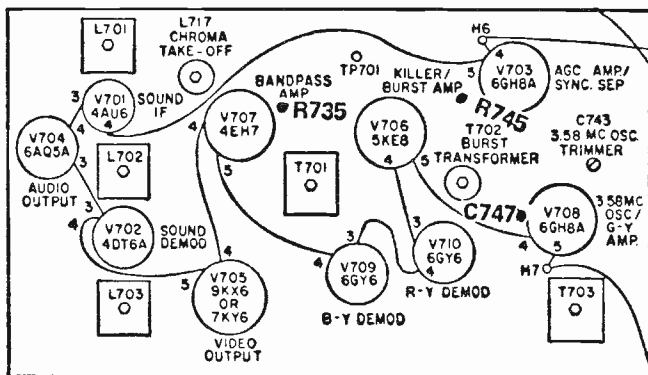 L701
L717
CHROMA
TAKE-OFF
H6
4
5
V703
6GH8A
AGC AMP./
SYNC. SEP
TP701
KILLER/
BURST AMP
R745
BANDPASS
AMP
R735
3
V701
4AU6
4
4
SOUND
IF
V704
6AQ5A
4
3
AUDIO
OUTPUT
L702
4
V707
4EH7
5
T701
4
V706
5KE8
5
T702
BURST
TRANSFORMER
C743
3.58 MC OSC.
TRIMMER
C747
V708
6GH8A
4
5
3.58MC
OSC/
G-Y
AMP.
H7
3
4
V702
4DT6A
SOUND
DEMOD
L703
4
5
V705
9KX6
OR
7KY6
VIDEO
OUTPUT
3
4
V709
6GY6
B-Y DEMOD
3
V710
6GY6
4
R-Y DEMOD
T703